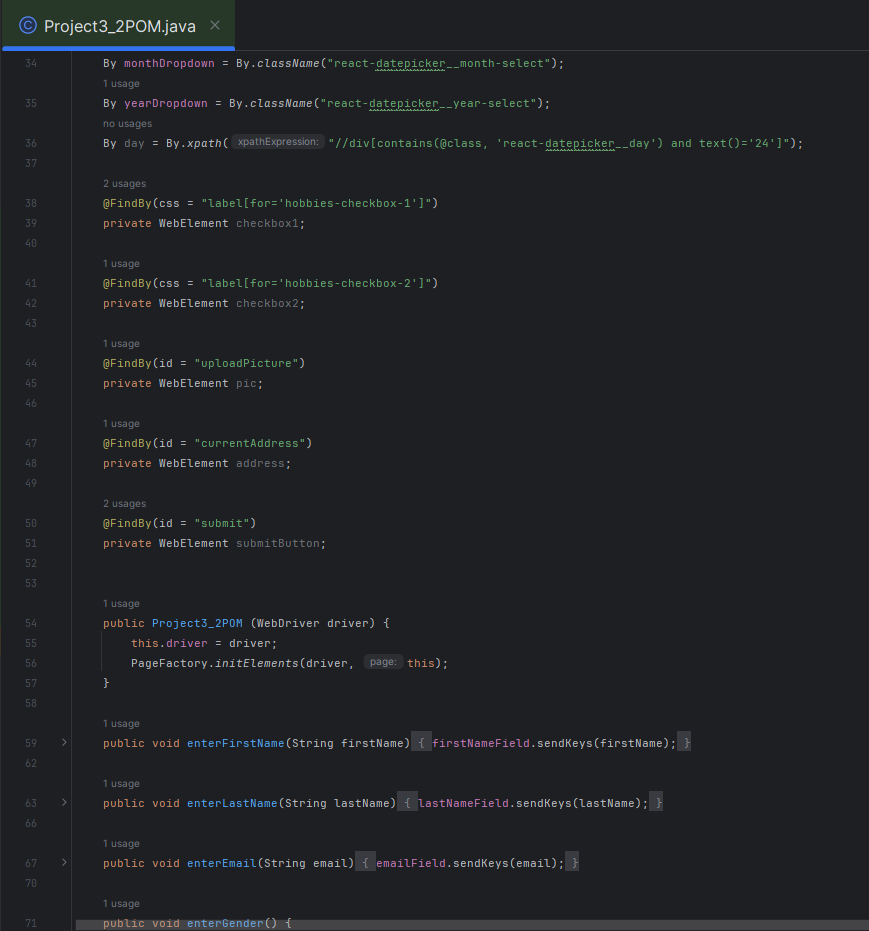 Project3_2POM.java
34 By monthDropdown = By.className("react-datepicker__month-select");
1 usage
35 By yearDropdown = By.className("react-datepicker__year-select");
no usages
36 By day = By.xpath( xpathExpression: "//div[contains(@class, 'react-datepicker__day') and text()='24']");
37
2 usages
38 @FindBy(css = "label[for='hobbies-checkbox-1']")
39 private WebElement checkbox1;
40
1 usage
41 @FindBy(css = "label[for='hobbies-checkbox-2']")
42 private WebElement checkbox2;
43
1 usage
44 @FindBy(id = "uploadPicture")
45 private WebElement pic;
46
1 usage
47 @FindBy(id = "currentAddress")
48 private WebElement address;
49
2 usages
50 @FindBy(id = "submit")
51 private WebElement submitButton;
52
53
1 usage
54 public Project3_2POM (WebDriver driver) {
55 this.driver = driver;
56 PageFactory.initElements(driver, page: this);
57 }
58
1 usage
59 public void enterFirstName(String firstName) { firstNameField.sendKeys(firstName); }
62
1 usage
63 public void enterLastName(String lastName) { lastNameField.sendKeys(lastName); }
66
1 usage
67 public void enterEmail(String email) { emailField.sendKeys(email); }
70
1 usage
71 public void enterGender() {